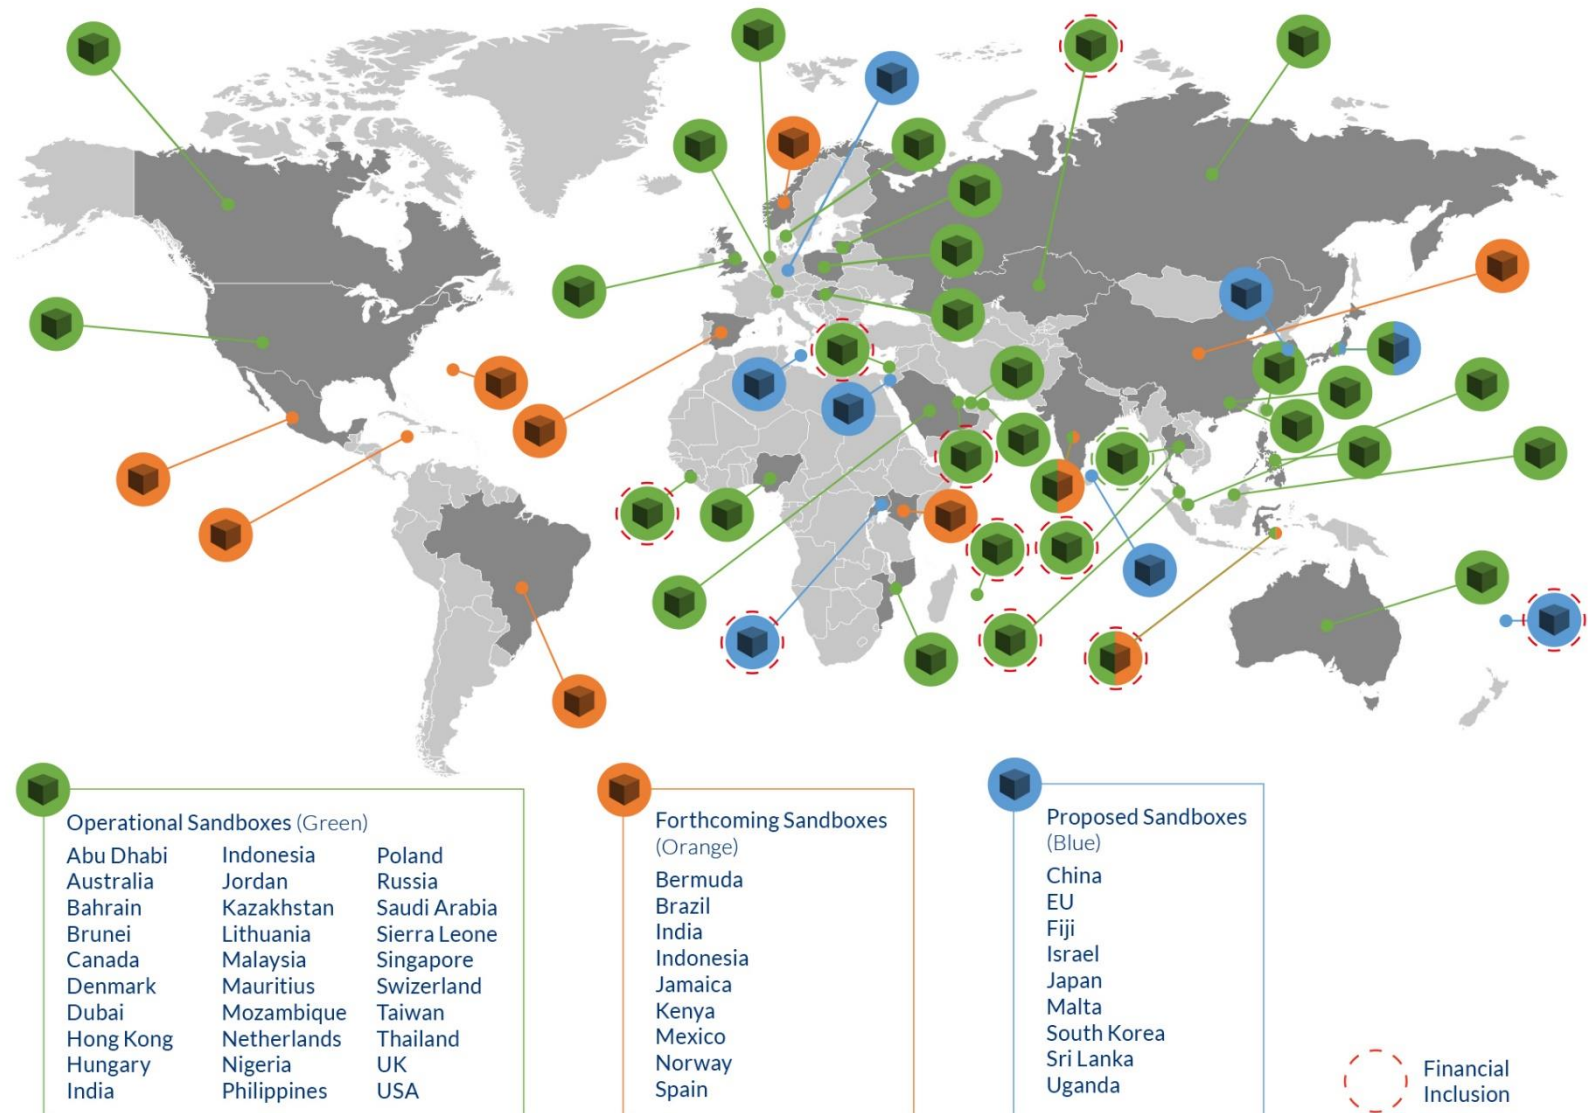 Operational Sandboxes (Green)
Abu Dhabi
Australia
Bahrain
Brunei
Canada
Denmark
Dubai
Hong Kong
Hungary
India
Indonesia
Jordan
Kazakhstan
Lithuania
Malaysia
Mauritius
Mozambique
Netherlands
Nigeria
Philippines
Poland
Russia
Saudi Arabia
Sierra Leone
Singapore
Swizerland
Taiwan
Thailand
UK
USA
Forthcoming Sandboxes
(Orange)
Bermuda
Brazil
India
Indonesia
Jamaica
Kenya
Mexico
Norway
Spain
Proposed Sandboxes
(Blue)
China
EU
Fiji
Israel
Japan
Malta
South Korea
Sri Lanka
Uganda
Financial
Inclusion